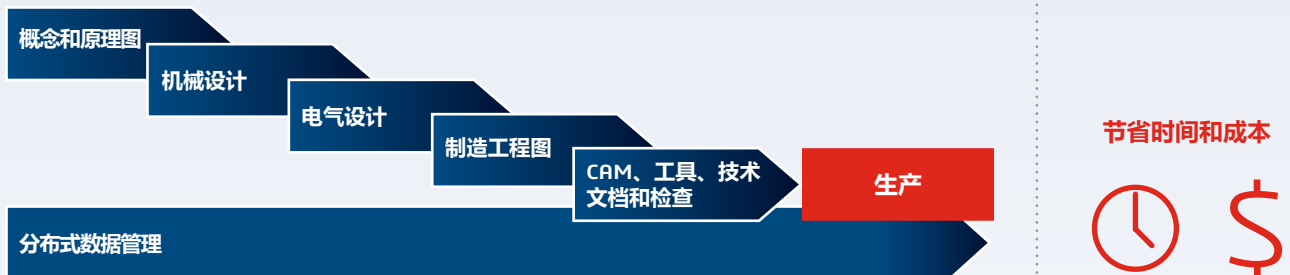 概念和原理图
机械设计
电气设计
制造工程图
CAM、工具、技术
文档和检查
生产
分布式数据管理
节省时间和成本
$